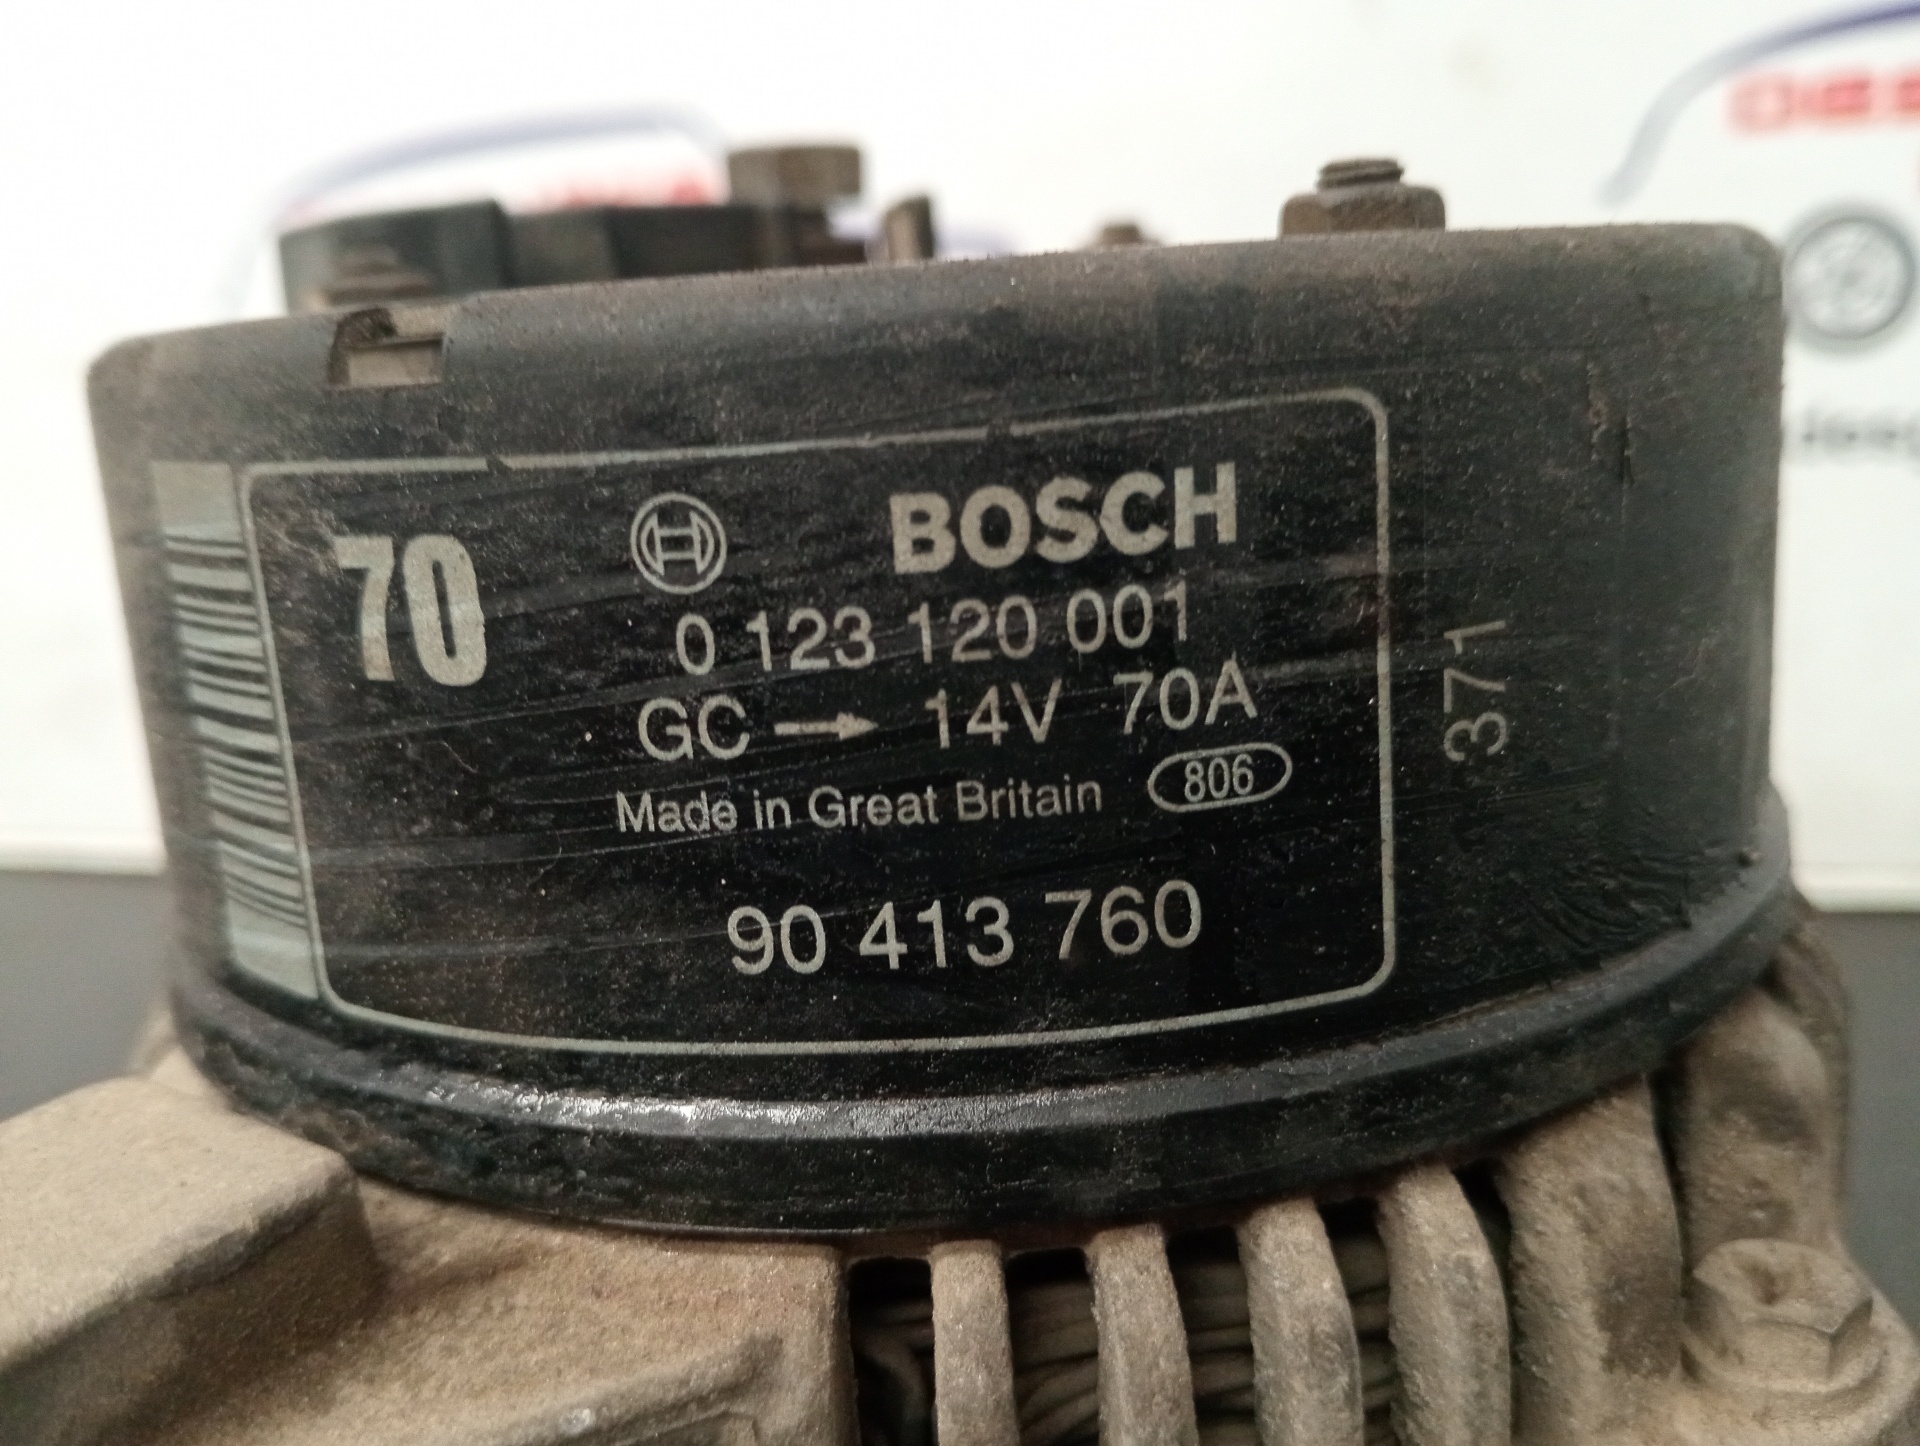 70
BOSCH
0 123 120 001
GC → 14V 70A
Made in Great Britain 806
90 413 760
371